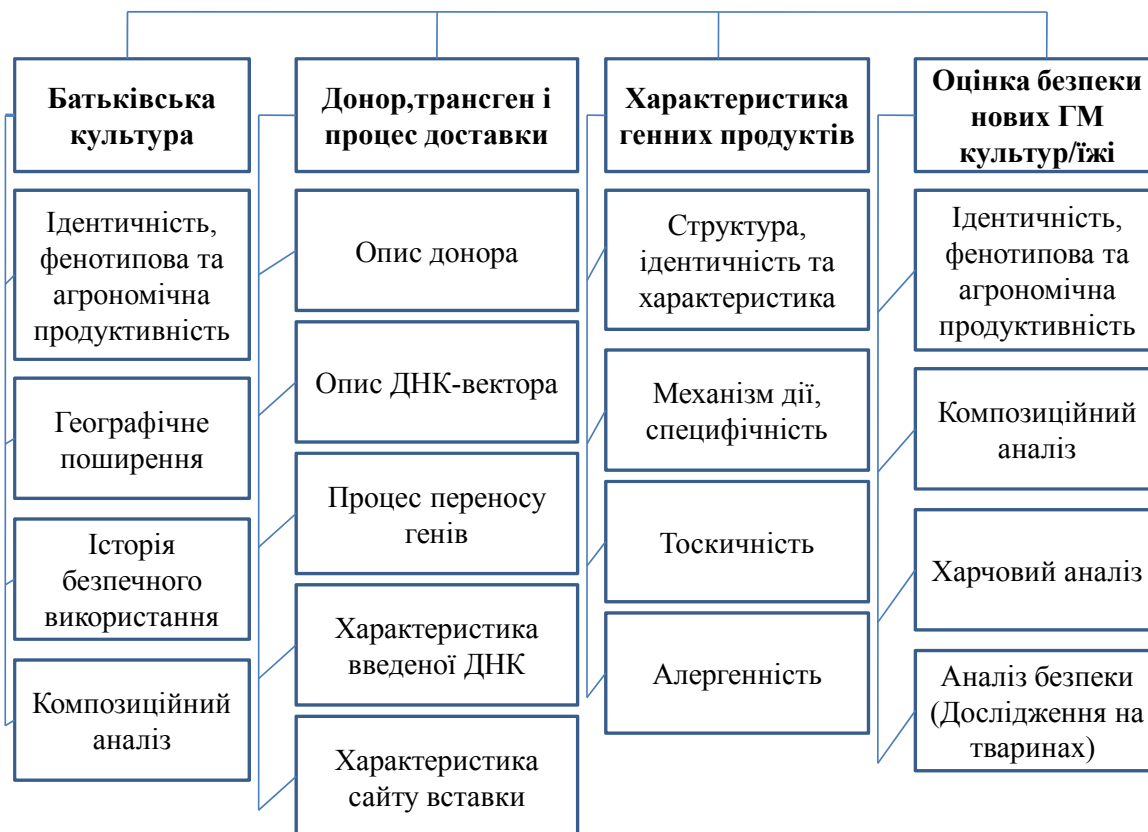 Батьківська
культура
Ідентичність,
фенотипова та
агрономічна
продуктивність
Географічне
поширення
Історія
безпечного
використання
Композиційний
аналіз
Донор,трансген і
процес доставки
Опис донора
Опис ДНК-вектора
Процес переносу
генів
Характеристика
введеної ДНК
Характеристика
сайту вставки
Характеристика
генних продуктів
Структура,
ідентичність та
характеристика
Механізм дії,
специфічність
Тоскичність
Алергенність
Оцінка безпеки
нових ГМ
культур/їжі
Ідентичність,
фенотипова та
агрономічна
продуктивність
Композиційний
аналіз
Харчовий аналіз
Аналіз безпеки
(Дослідження на
тваринах)